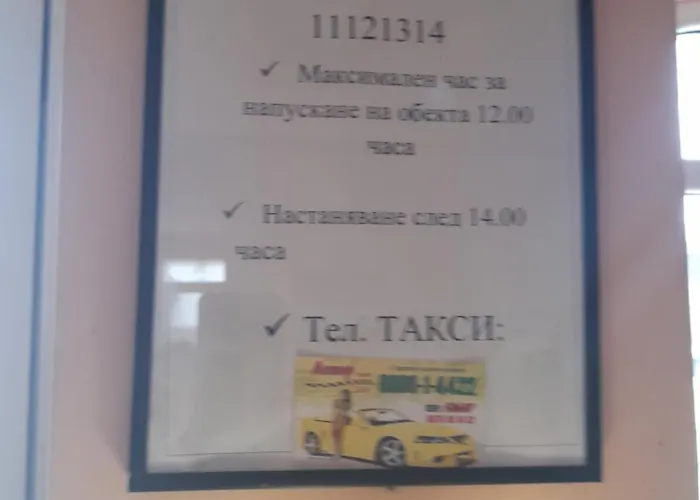 11121314
✓ Максимален час за
напускане на обекта 12.00
часа
✓ Настаняване след 14.00
часа
✓ Тел. ТАКСИ: